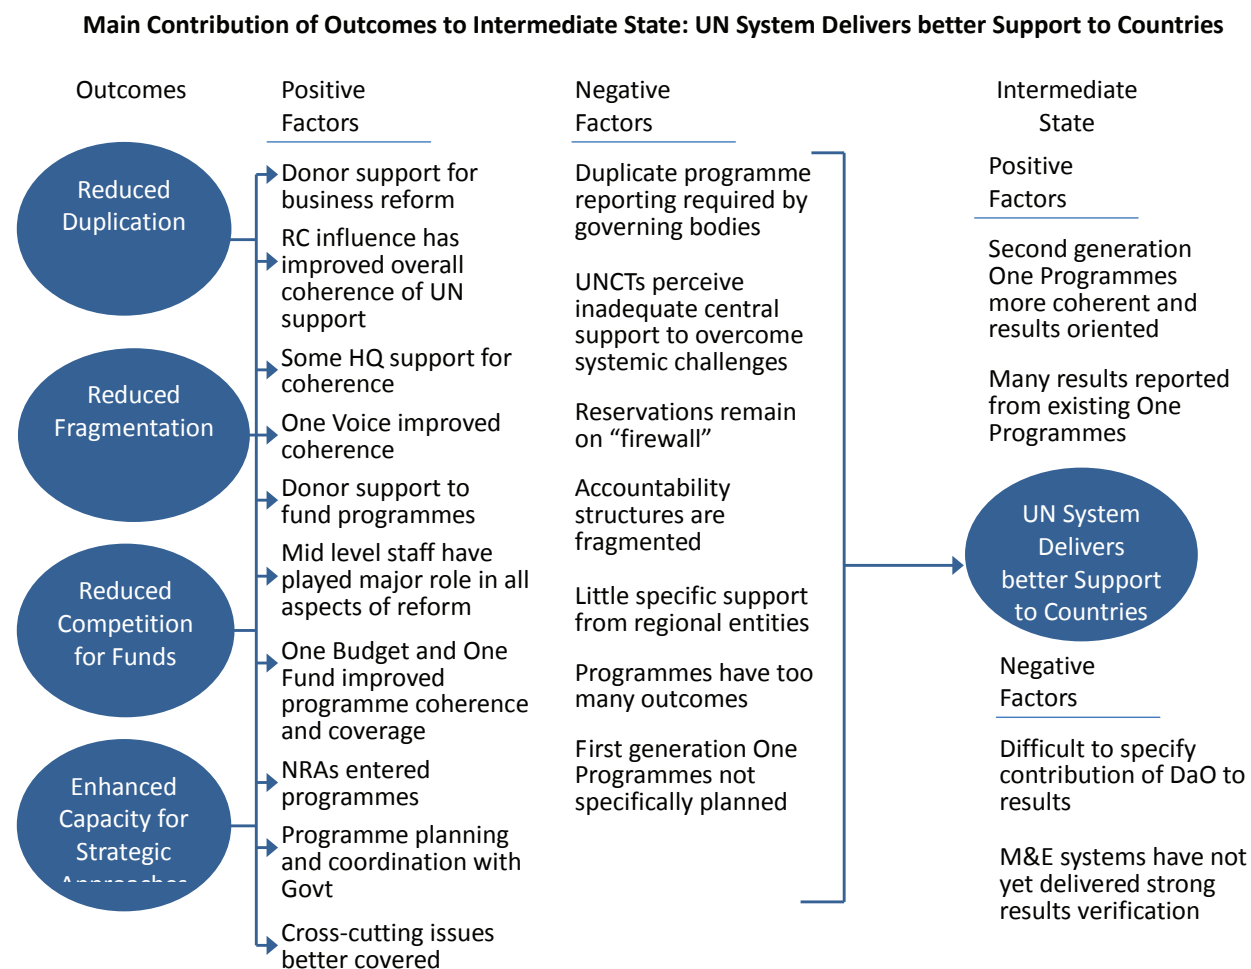 Main Contribution of Outcomes to Intermediate State: UN System Delivers better Support to Countries
Outcomes
Reduced
Duplication
Reduced
Fragmentation
Reduced
Competition
for Funds
Enhanced
Capacity for
Strategic
Approaches
Positive
Factors
Donor support for
business reform
RC influence has
improved overall
coherence of UN
support
Some HQ support for
coherence
One Voice improved
coherence
Donor support to
fund programmes
Mid level staff have
played major role in all
aspects of reform
One Budget and One
Fund improved
programme coherence
and coverage
NRAs entered
programmes
Programme planning
and coordination with
Govt
Cross-cutting issues
better covered
Negative
Factors
Duplicate programme
reporting required by
governing bodies
UNCTs perceive
inadequate central
support to overcome
systemic challenges
Reservations remain
on “firewall”
Accountability
structures are
fragmented
Little specific support
from regional entities
Programmes have too
many outcomes
First generation One
Programmes not
specifically planned
Intermediate
State
Positive
Factors
Second generation
One Programmes
more coherent and
results oriented
Many results reported
from existing One
Programmes
UN System
Delivers
better Support
to Countries
Negative
Factors
Difficult to specify
contribution of DaO to
results
M&E systems have not
yet delivered strong
results verification